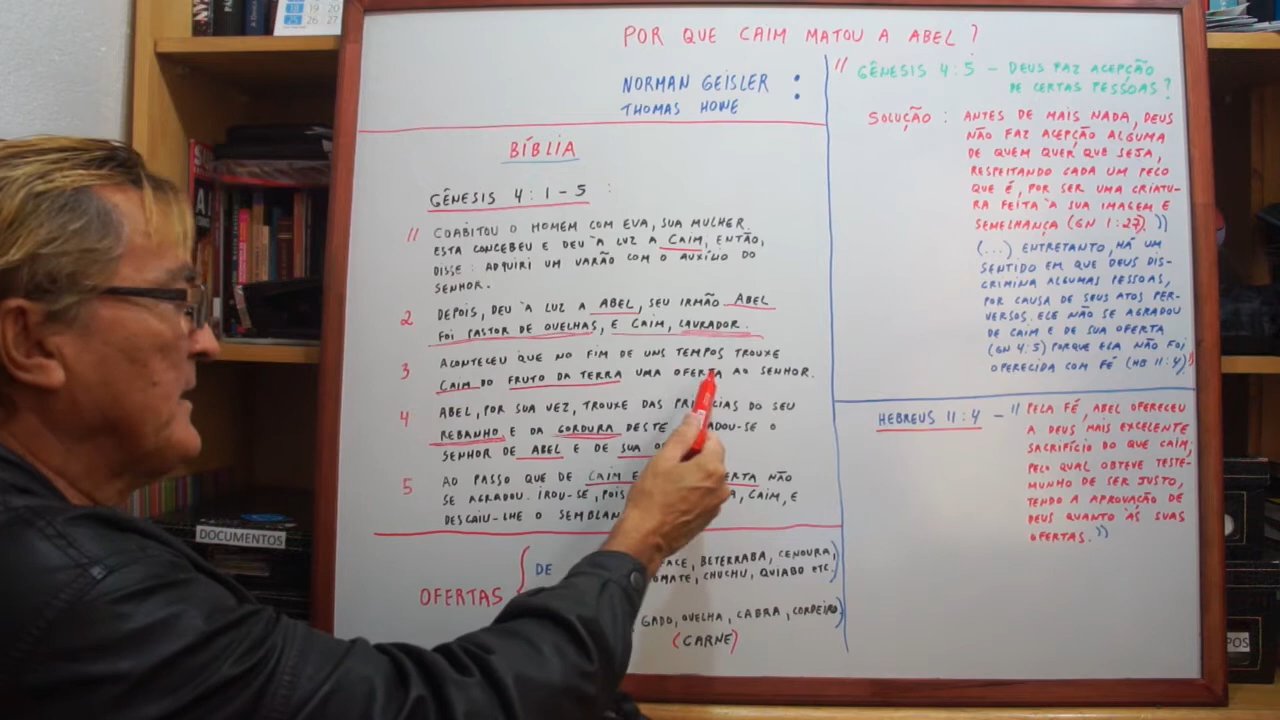 18 19 20
25 26 27
POR QUE CAIM MATOU A ABEL?
NORMAN GEISLER :
THOMAS HOWE
BÍBLIA
GÊNESIS 4:1-5 :
" COABITOU O HOMEM COM EVA, SUA MULHER.
ESTA CONCEBEU E DEU À LUZ A CAIM, ENTÃO,
DISSE: ADQUIRI UM VARÃO COM O AUXÍLIO DO
SENHOR.
2 DEPOIS, DEU À LUZ A ABEL, SEU IRMÃO ABEL
FOI PASTOR DE OVELHAS, E CAIM, LAVRADOR.
3 ACONTECEU QUE NO FIM DE UNS TEMPOS TROUXE
CAIM DO FRUTO DA TERRA UMA OFERTA AO SENHOR.
4 ABEL, POR SUA VEZ, TROUXE DAS DO SEU
REBANHO E DA GORDURA DESTE O
SENHOR DE ABEL E DE SUA
5 AO PASSO QUE DE CAIM E NÃO
SE AGRADOU. IROU-SE, POIS CAIM, E
DESCAIU-LHE O
OFERTAS { DE
BETERRABA, CENOURA,
CHUCHU, QUIABO ETC.)
GADO, OVELHA, CABRA, CORDEIRO)
(CARNE)
" GÊNESIS 4:5 - DEUS FAZ ACEPÇÃO
DE CERTAS PESSOAS?
SOLUÇÃO: ANTES DE MAIS NADA, DEUS
NÃO FAZ ACEPÇÃO ALGUMA
DE QUEM QUER QUE SEJA,
RESPEITANDO CADA UM PELO
QUE É, POR SER UMA CRIATU-
RA FEITA À SUA IMAGEM E
SEMELHANÇA (GN 1:27). "
(...) ENTRETANTO, HÁ UM
SENTIDO EM QUE DEUS DIS-
CRIMINA ALGUMAS PESSOAS,
POR CAUSA DE SEUS ATOS PER-
VERSOS. ELE NÃO SE AGRADOU
DE CAIM E DE SUA OFERTA
(GN 4:5) PORQUE ELA NÃO FOI
OFERECIDA COM FÉ (HB 11:4)."
HEBREUS 11:4 - " PELA FÉ, ABEL OFERECEU
A DEUS MAIS EXCELENTE
SACRIFÍCIO DO QUE CAIM;
PELO QUAL OBTEVE TESTE-
MUNHO DE SER JUSTO,
TENDO A APROVAÇÃO DE
DEUS QUANTO ÀS SUAS
OFERTAS. "
DOCUMENTOS